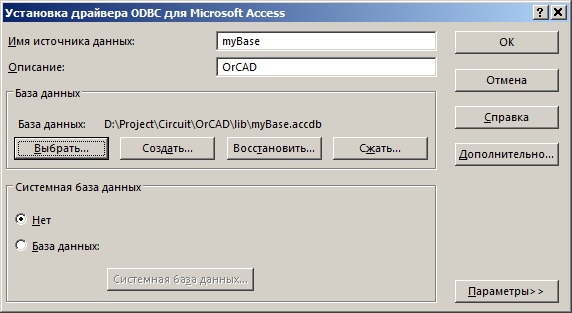 Установка драйвера ODBC для Microsoft Access
Имя источника данных: myBase
Описание: OrCAD
OK
Отмена
Справка
Дополнительно...
База данных
База данных: D:\Project\Circuit\OrCAD\lib\myBase.accdb
Выбрать... Создать... Восстановить... Сжать...
Системная база данных
Нет
База данных:
Системная база данных...
Параметры>>